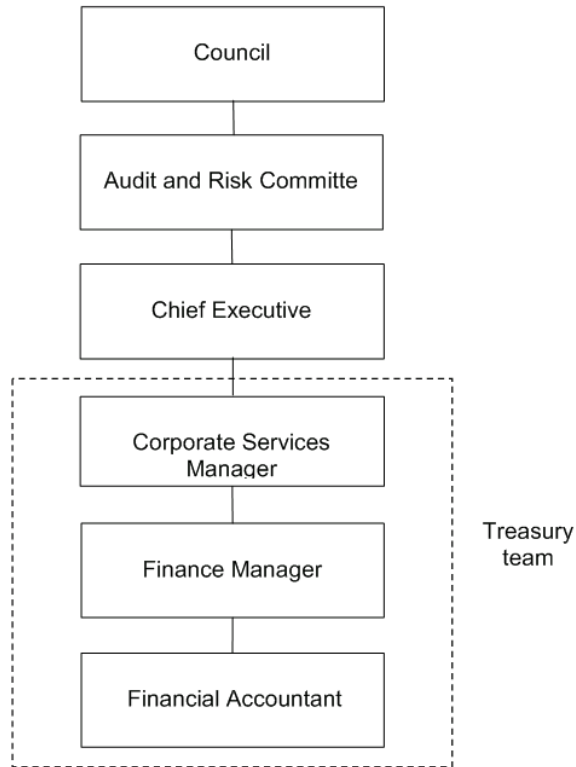 Council
Audit and Risk Committe
Chief Executive
Corporate Services
Manager
Finance Manager
Financial Accountant
Treasury
team